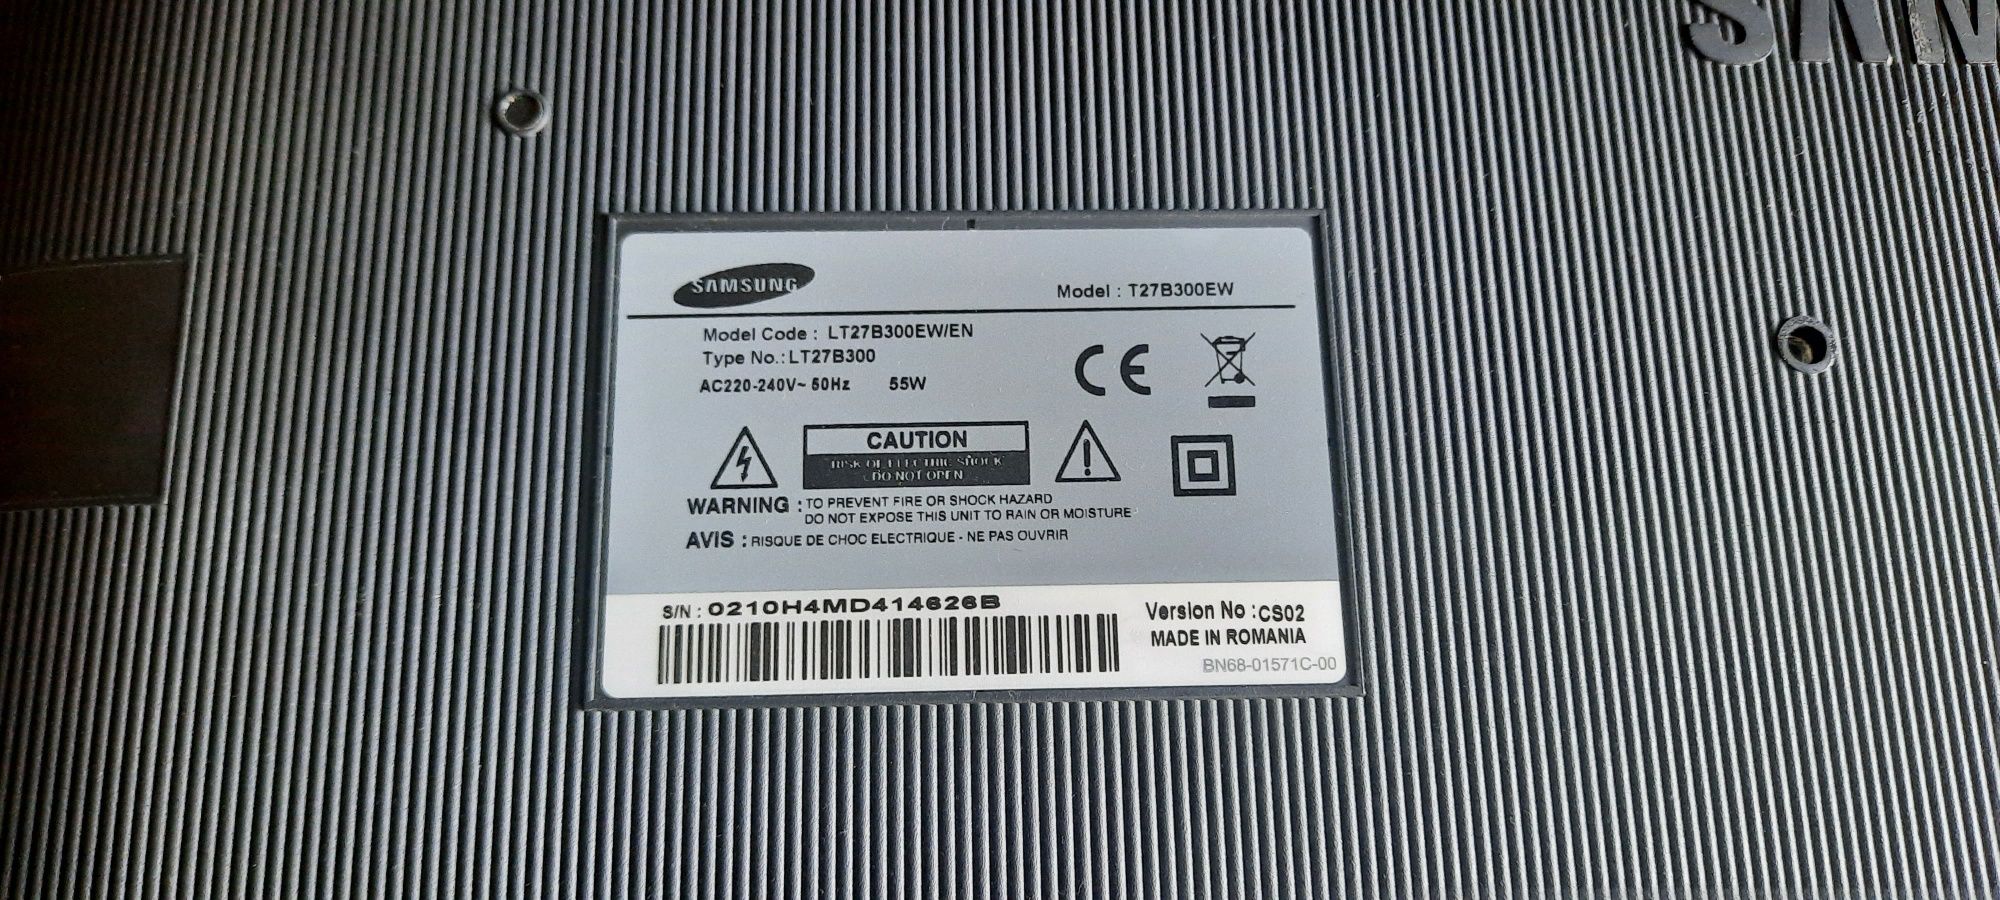 SAMSUNG
Model : T27B300EW
Model Code : LT27B300EW/EN
Type No.:LT27B300
AC220-240V~ 50Hz 55W
CE
CAUTION
RISK OF ELECTRIC SHOCK
DO NOT OPEN
WARNING : TO PREVENT FIRE OR SHOCK HAZARD
DO NOT EXPOSE THIS UNIT TO RAIN OR MOISTURE
AVIS : RISQUE DE CHOC ELECTRIQUE - NE PAS OUVRIR
S/N : 0210H4MD414626B
Version No :CS02
MADE IN ROMANIA
BN68-01571C-00